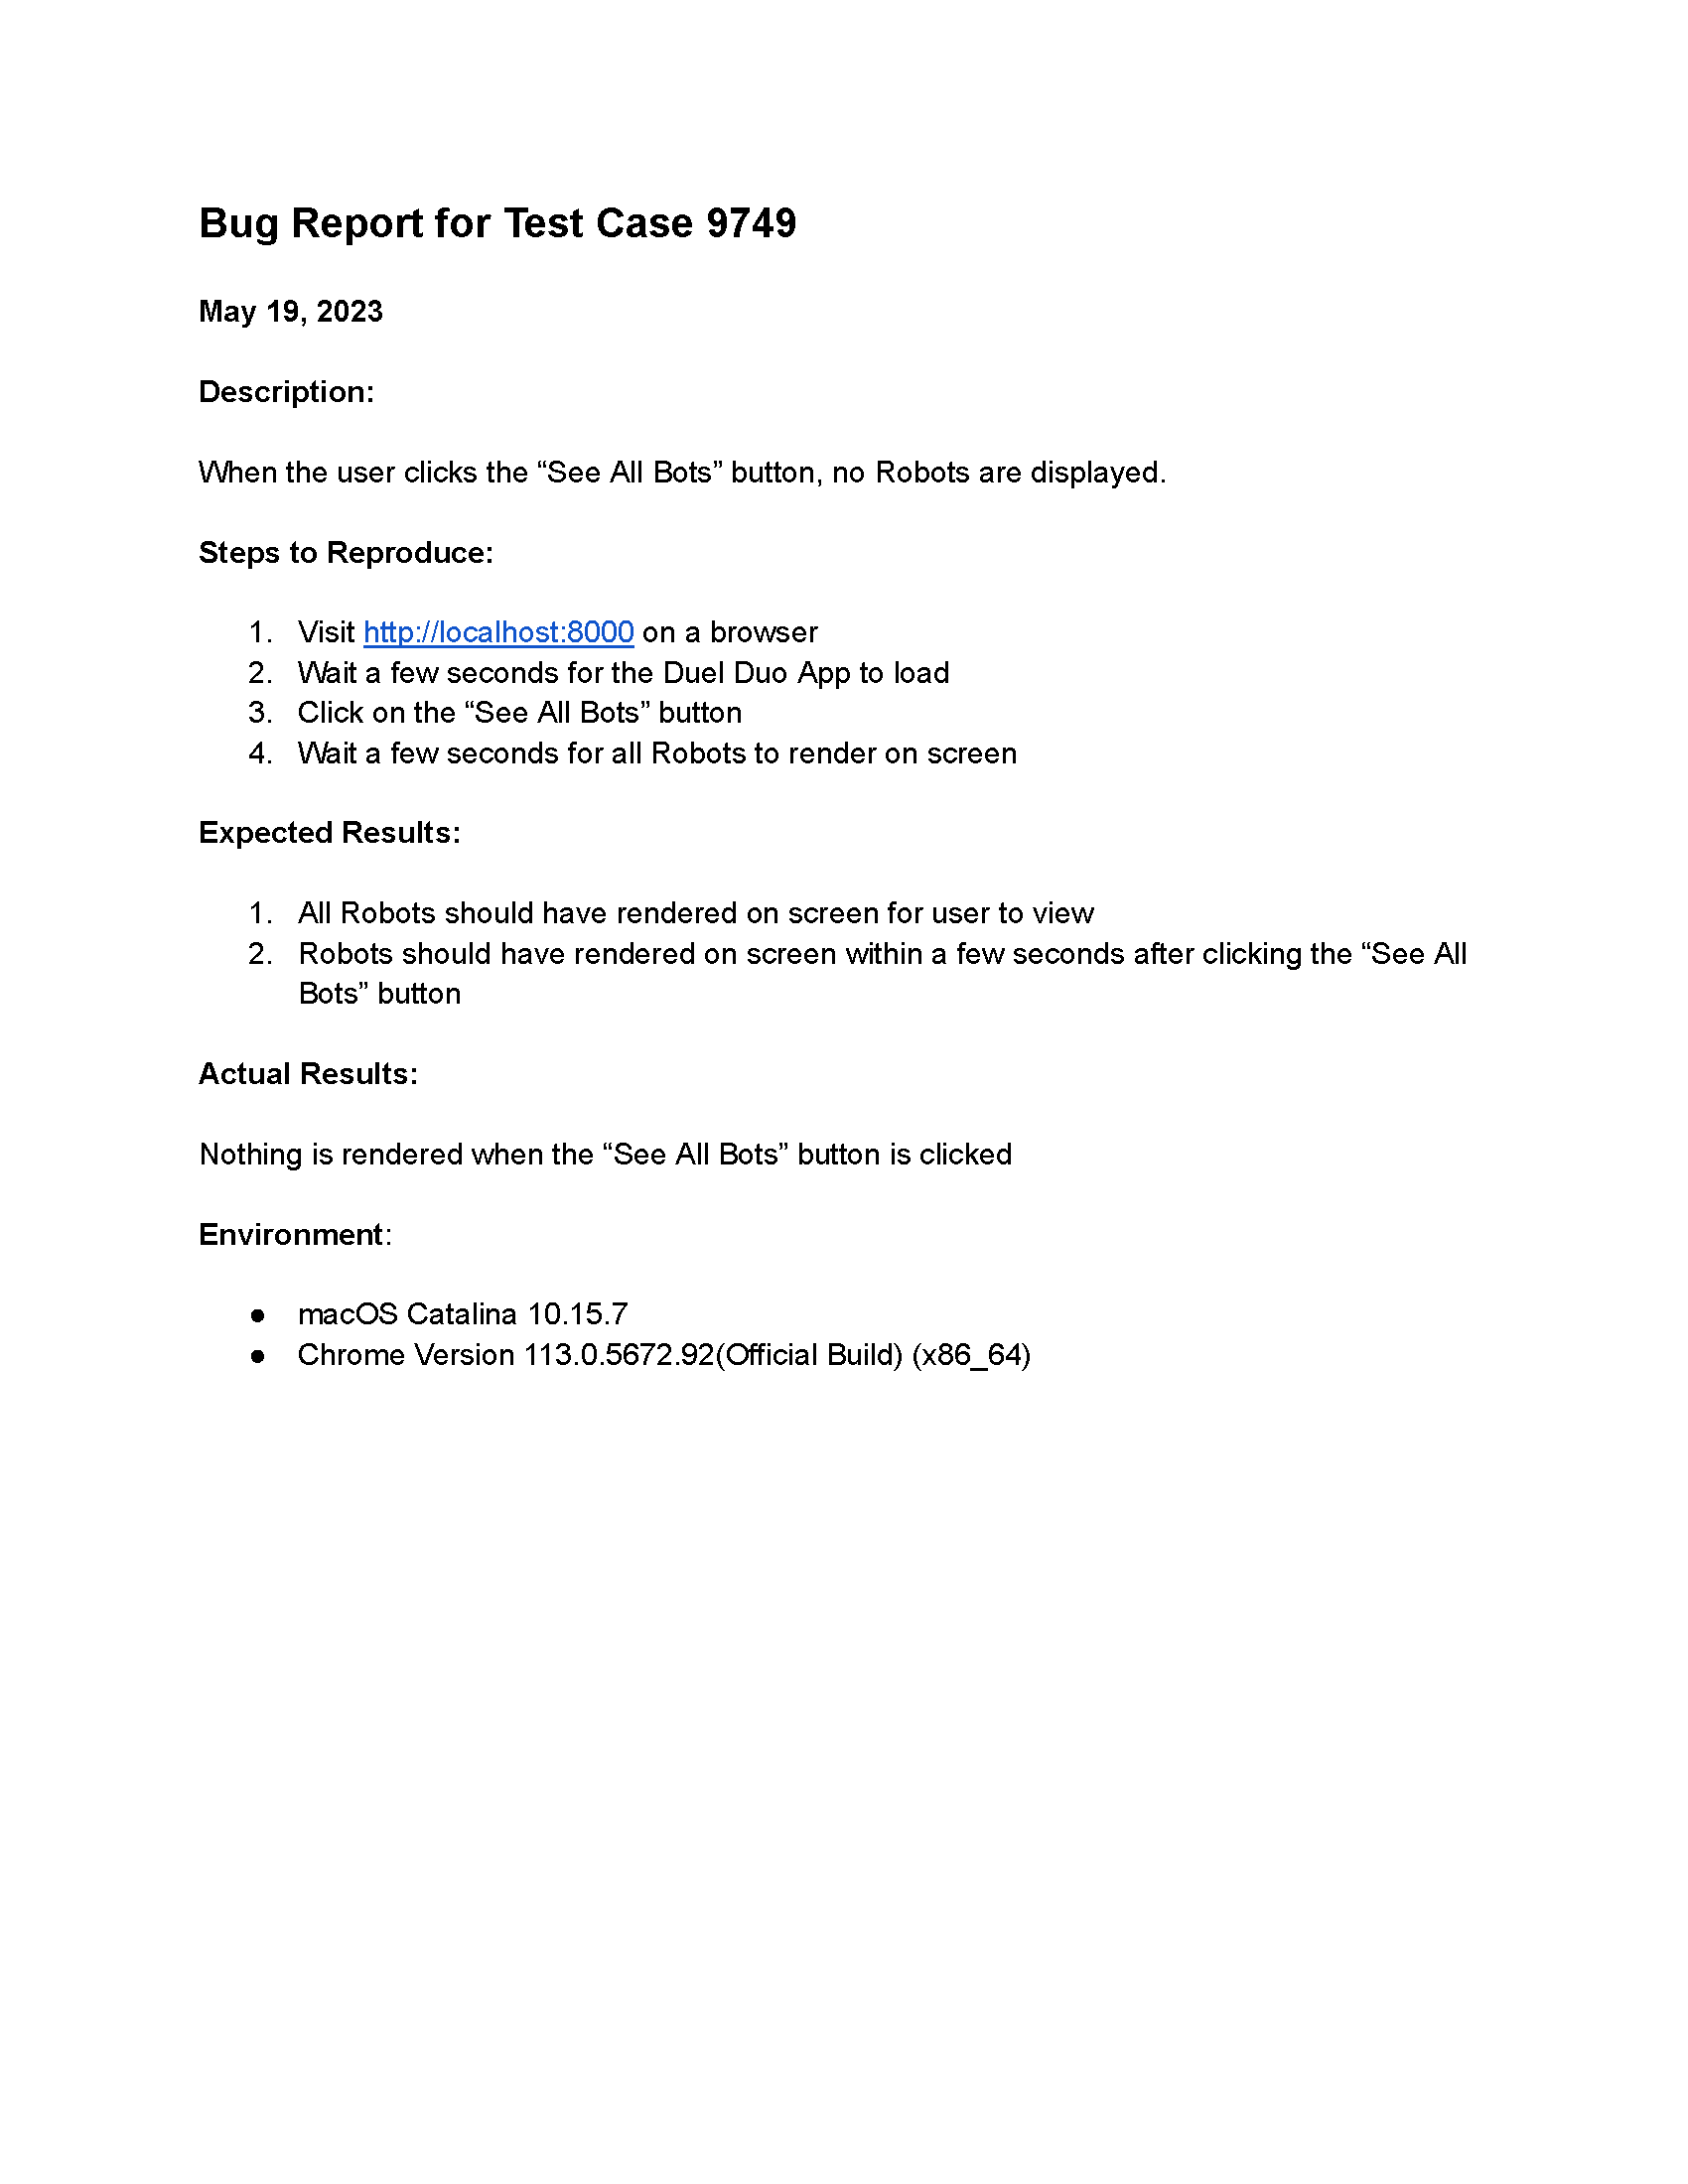 Bug Report for Test Case 9749
May 19, 2023
Description:
When the user clicks the “See All Bots” button, no Robots are displayed.
Steps to Reproduce:
1. Visit http://localhost:8000 on a browser
2. Wait a few seconds for the Duel Duo App to load
3. Click on the “See All Bots” button
4. Wait a few seconds for all Robots to render on screen
Expected Results:
1. All Robots should have rendered on screen for user to view
2. Robots should have rendered on screen within a few seconds after clicking the “See All
Bots” button
Actual Results:
Nothing is rendered when the “See All Bots” button is clicked
Environment:
● macOS Catalina 10.15.7
● Chrome Version 113.0.5672.92(Official Build) (x86_64)